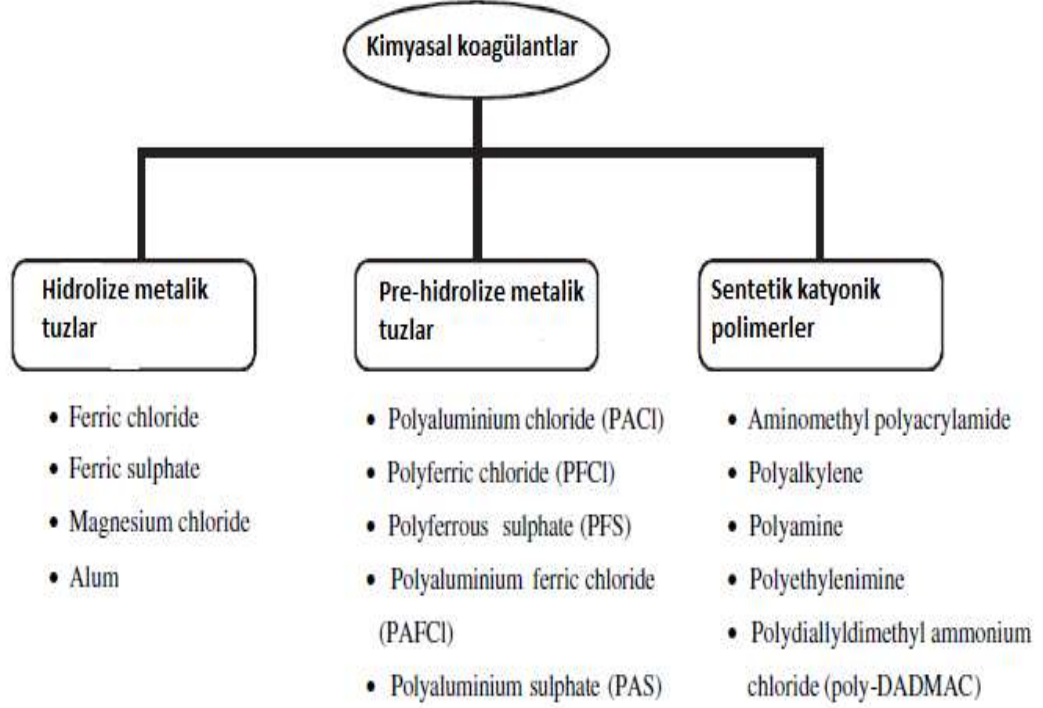 Kimyasal koagülantlar
Hidrolize metalik
tuzlar
• Ferric chloride
• Ferric sulphate
• Magnesium chloride
• Alum
Pre-hidrolize metalik
tuzlar
• Polyaluminium chloride (PACl)
• Polyferric chloride (PFCl)
• Polyferrous sulphate (PFS)
• Polyaluminium ferric chloride
(PAFCl)
• Polyaluminium sulphate (PAS)
Sentetik katyonik
polimerler
• Aminomethyl polyacrylamide
• Polyalkylene
• Polyamine
• Polyethylenimine
• Polydiallyldimethyl ammonium
chloride (poly-DADMAC)